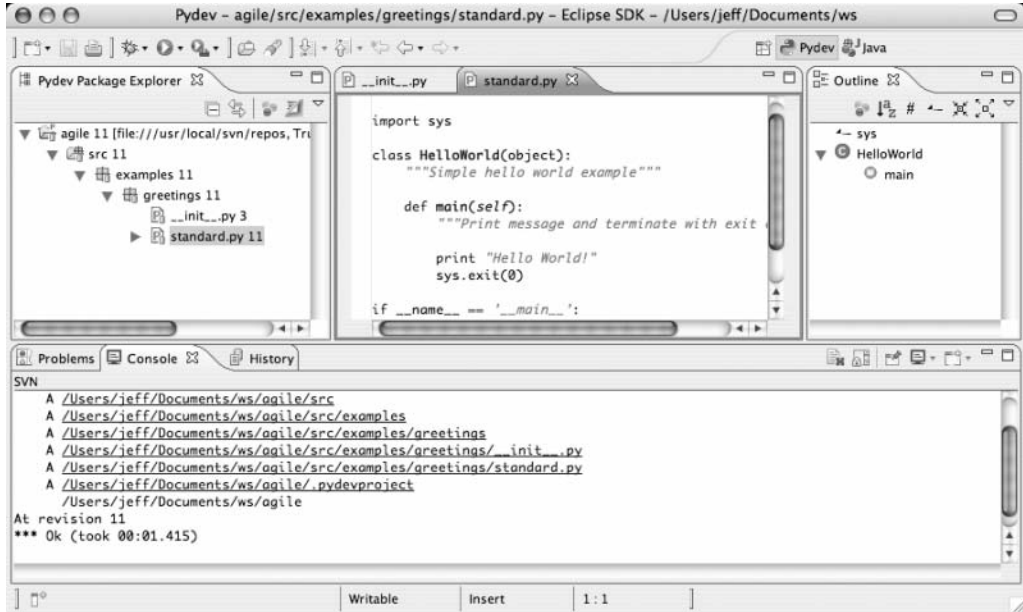 Pydev – agile/src/examples/greetings/standard.py – Eclipse SDK – /Users/jeff/Documents/ws
Pydev Java
Pydev Package Explorer
agile 11 [file:///usr/local/svn/repos, Tru
src 11
examples 11
greetings 11
__init__.py 3
standard.py 11
__init__.py standard.py
import sys
class HelloWorld(object):
"""Simple hello world example"""
def main(self):
"""Print message and terminate with exit
print "Hello World!"
sys.exit(0)
if __name__ == '__main__':
Outline
sys
HelloWorld
main
Problems Console History
SVN
A /Users/jeff/Documents/ws/agile/src
A /Users/jeff/Documents/ws/agile/src/examples
A /Users/jeff/Documents/ws/agile/src/examples/greetings
A /Users/jeff/Documents/ws/agile/src/examples/greetings/__init__.py
A /Users/jeff/Documents/ws/agile/src/examples/greetings/standard.py
A /Users/jeff/Documents/ws/agile/.pydevproject
/Users/jeff/Documents/ws/agile
At revision 11
*** Ok (took 00:01.415)
Writable Insert 1 : 1